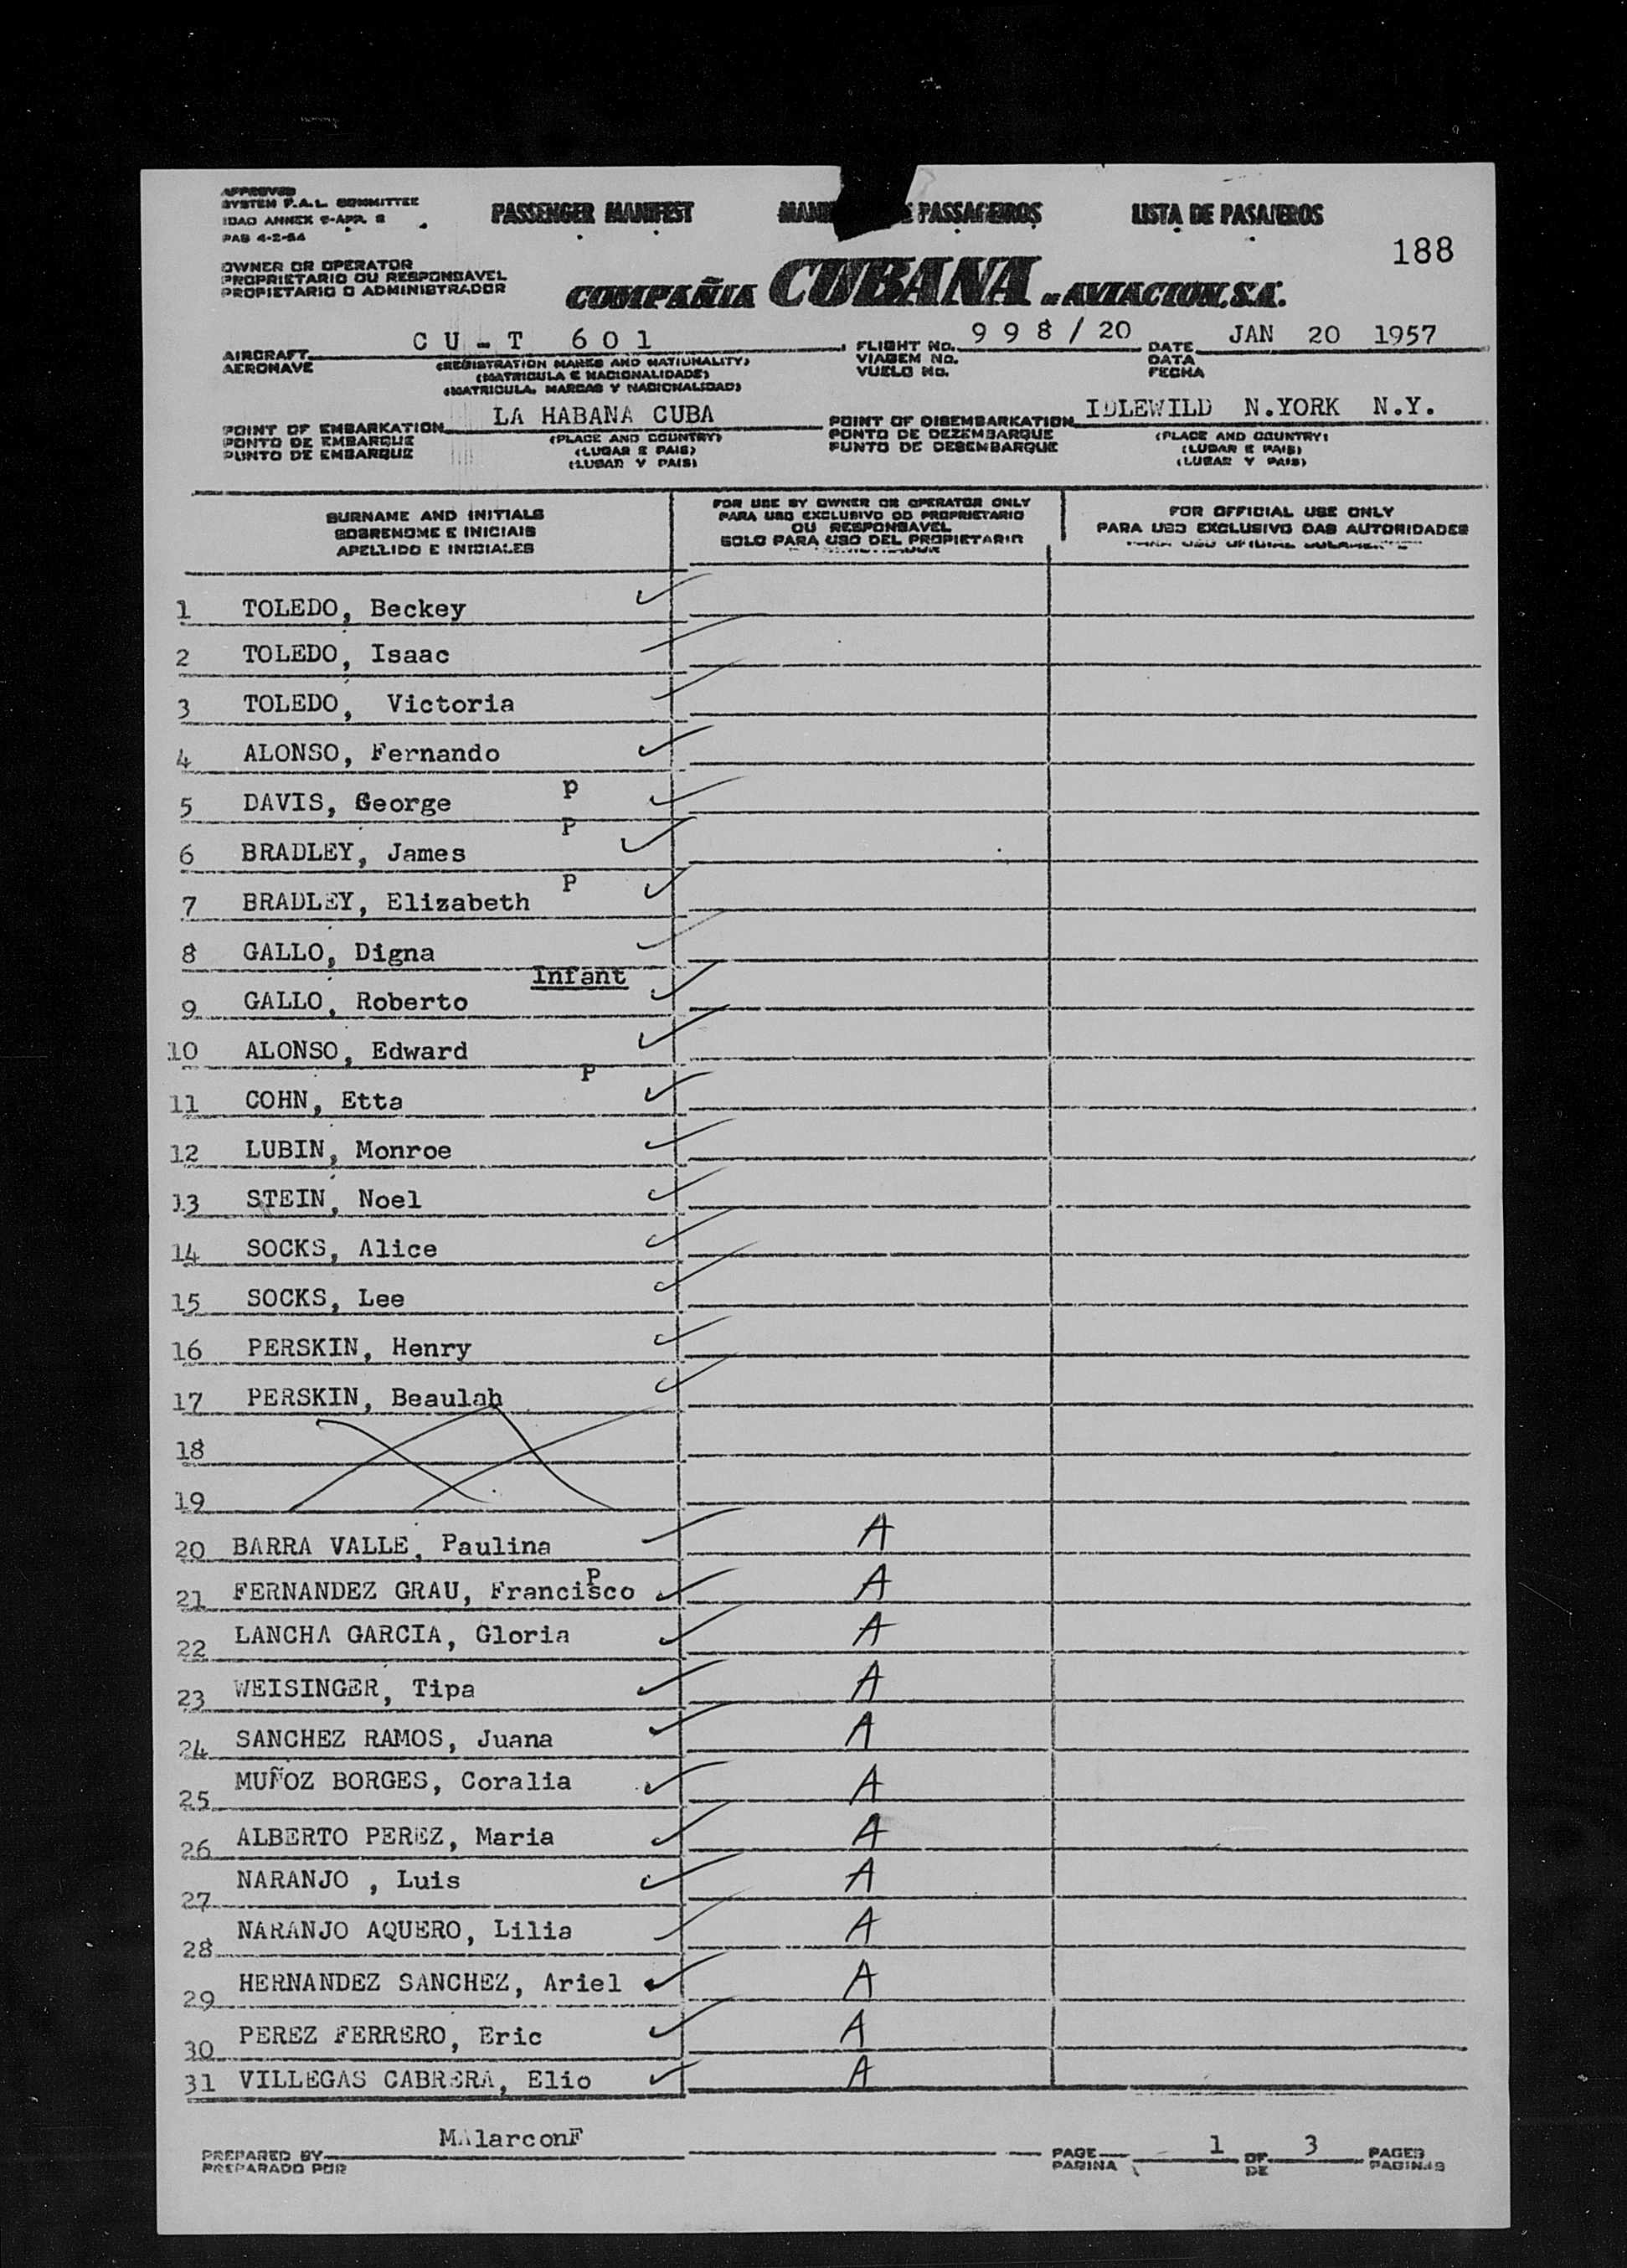 APPROVED
SYSTEM F.A.L. COMMITTEE
ICAO ANNEX 9-APP. 2
PAB 4-2-54
PASSENGER MANIFEST
PASSAGEIROS
LISTA DE PASAJEROS
188
OWNER OR OPERATOR
PROPRIETARIO OU RESPONSAVEL
PROPIETARIO O ADMINISTRADOR
COMPAÑIA CUBANA DE AVIACION, S.A.
AIRCRAFT CU-T 601 FLIGHT No. 998/20 DATE JAN 20 1957
AERONAVE (REGISTRATION MARKS AND NATIONALITY) VIAGEM No. DATA
(MATRICULA E NACIONALIDADE) VUELO No. FECHA
(MATRICULA, MARCAS Y NACIONALIDAD)
POINT OF EMBARKATION LA HABANA CUBA POINT OF DISEMBARKATION IDLEWILD N.YORK N.Y.
PONTO DE EMBARQUE (PLACE AND COUNTRY) PONTO DE DEZEMBARQUE (PLACE AND COUNTRY)
PUNTO DE EMBARQUE (LUGAR E PAIS) PUNTO DE DESEMBARQUE (LUGAR E PAIS)
(LUGAR Y PAIS) (LUGAR Y PAIS)
SURNAME AND INITIALS
SOBRENOME E INICIAIS
APELLIDO E INICIALES
FOR USE BY OWNER OR OPERATOR ONLY
PARA USO EXCLUSIVO DO PROPRIETARIO
OU RESPONSAVEL
SOLO PARA USO DEL PROPIETARIO
FOR OFFICIAL USE ONLY
PARA USO EXCLUSIVO DAS AUTORIDADES
1 TOLEDO, Beckey
2 TOLEDO, Isaac
3 TOLEDO, Victoria
4 ALONSO, Fernando
5 DAVIS, George P
6 BRADLEY, James P
7 BRADLEY, Elizabeth P
8 GALLO, Digna
9 GALLO, Roberto Infant
10 ALONSO, Edward
11 COHN, Etta P
12 LUBIN, Monroe
13 STEIN, Noel
14 SOCKS, Alice
15 SOCKS, Lee
16 PERSKIN, Henry
17 PERSKIN, Beaulah
18
19
20 BARRA VALLE, Paulina A
21 FERNANDEZ GRAU, Francisco P A
22 LANCHA GARCIA, Gloria A
23 WEISINGER, Tipa A
24 SANCHEZ RAMOS, Juana A
25 MUÑOZ BORGES, Coralia A
26 ALBERTO PEREZ, Maria A
27 NARANJO , Luis A
28 NARANJO AQUERO, Lilia A
29 HERNANDEZ SANCHEZ, Ariel A
30 PEREZ FERRERO, Eric A
31 VILLEGAS CABRERA, Elio A
PREPARED BY MAlarconF PAGE 1 OF 3 PAGES
PREPARADO POR PAGINA DE PAGINAS